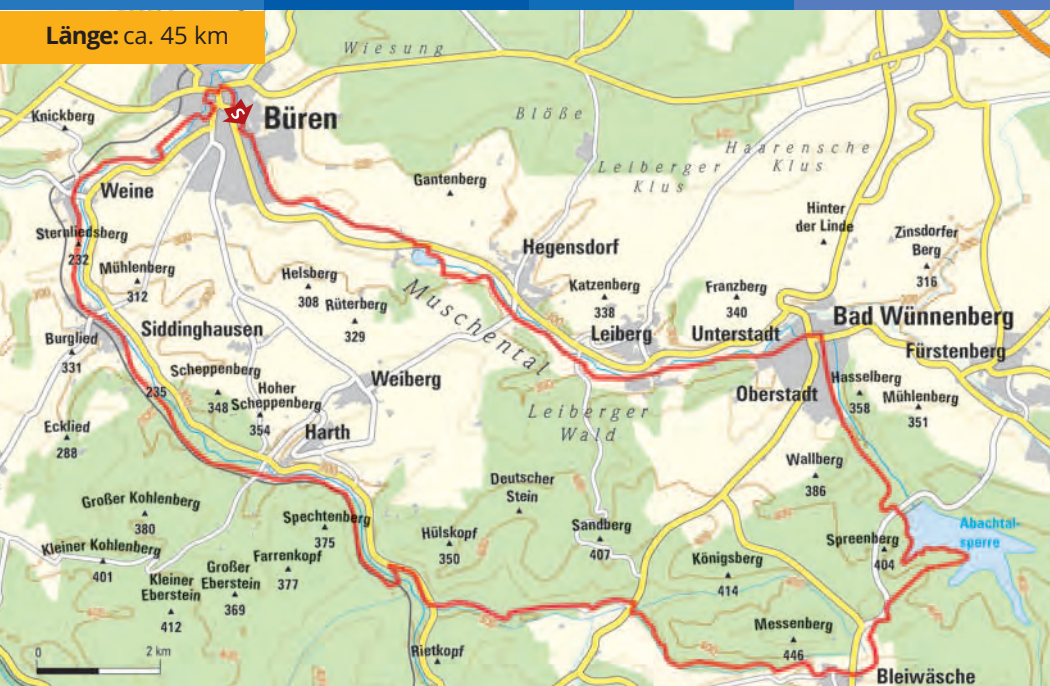 Länge: ca. 45 km
Wiesung
Knickberg
S
Büren
Blöße
Haarensche
Klus
Leiberger
Klus
Gantenberg
Weine
Hinter
der Linde
Sternliedsberg
232
Zinsdorfer
Berg
316
Hegensdorf
Mühlenberg
312
Helsberg
308
Katzenberg
338
Franzberg
340
Rüterberg
329
Muschental
Bad Wünnenberg
Siddinghausen
Leiberg
Unterstadt
Burglied
331
Fürstenberg
Scheppenberg
348
235
Hoher
Scheppenberg
354
Weiberg
Oberstadt
Hasselberg
358
Mühlenberg
351
Leiberger
Wald
Ecklied
288
Harth
Wallberg
386
Deutscher
Stein
Großer Kohlenberg
380
Spechtenberg
375
Hülskopf
350
Sandberg
407
Abachtal-
sperre
Spreenberg
404
Kleiner Kohlenberg
401
Farrenkopf
377
Großer
Eberstein
369
Königsberg
414
Kleiner
Eberstein
412
Messenberg
446
0 2 km
Rietkopf
Bleiwäsche